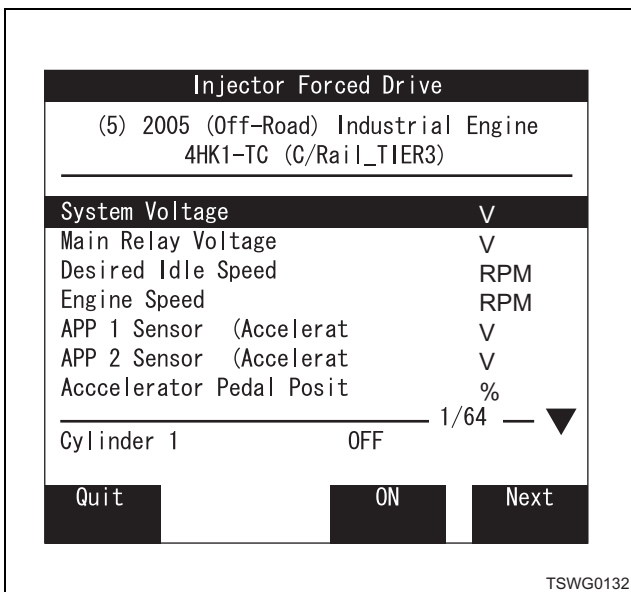 Injector Forced Drive
(5) 2005 (Off-Road) Industrial Engine
4HK1-TC (C/Rail_TIER3)
System Voltage V
Main Relay Voltage V
Desired Idle Speed RPM
Engine Speed RPM
APP 1 Sensor (Accelerat V
APP 2 Sensor (Accelerat V
Acccelerator Pedal Posit %
1/64
Cylinder 1 OFF
Quit ON Next
TSWG0132